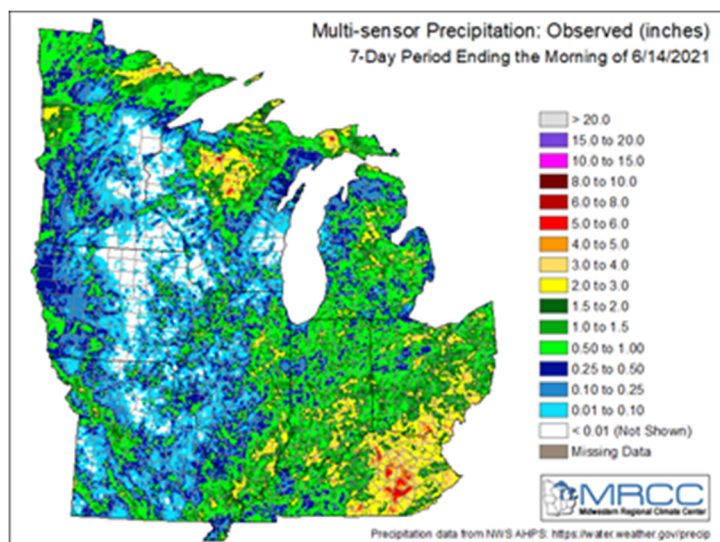 Multi-sensor Precipitation: Observed (inches)
7-Day Period Ending the Morning of 6/14/2021
> 20.0
15.0 to 20.0
10.0 to 15.0
8.0 to 10.0
6.0 to 8.0
5.0 to 6.0
4.0 to 5.0
3.0 to 4.0
2.0 to 3.0
1.5 to 2.0
1.0 to 1.5
0.50 to 1.00
0.25 to 0.50
0.10 to 0.25
0.01 to 0.10
< 0.01 (Not Shown)
Missing Data
MRCC
Midwestern Regional Climate Center
Precipitation data from NWS AHPS: https://water.weather.gov/precip